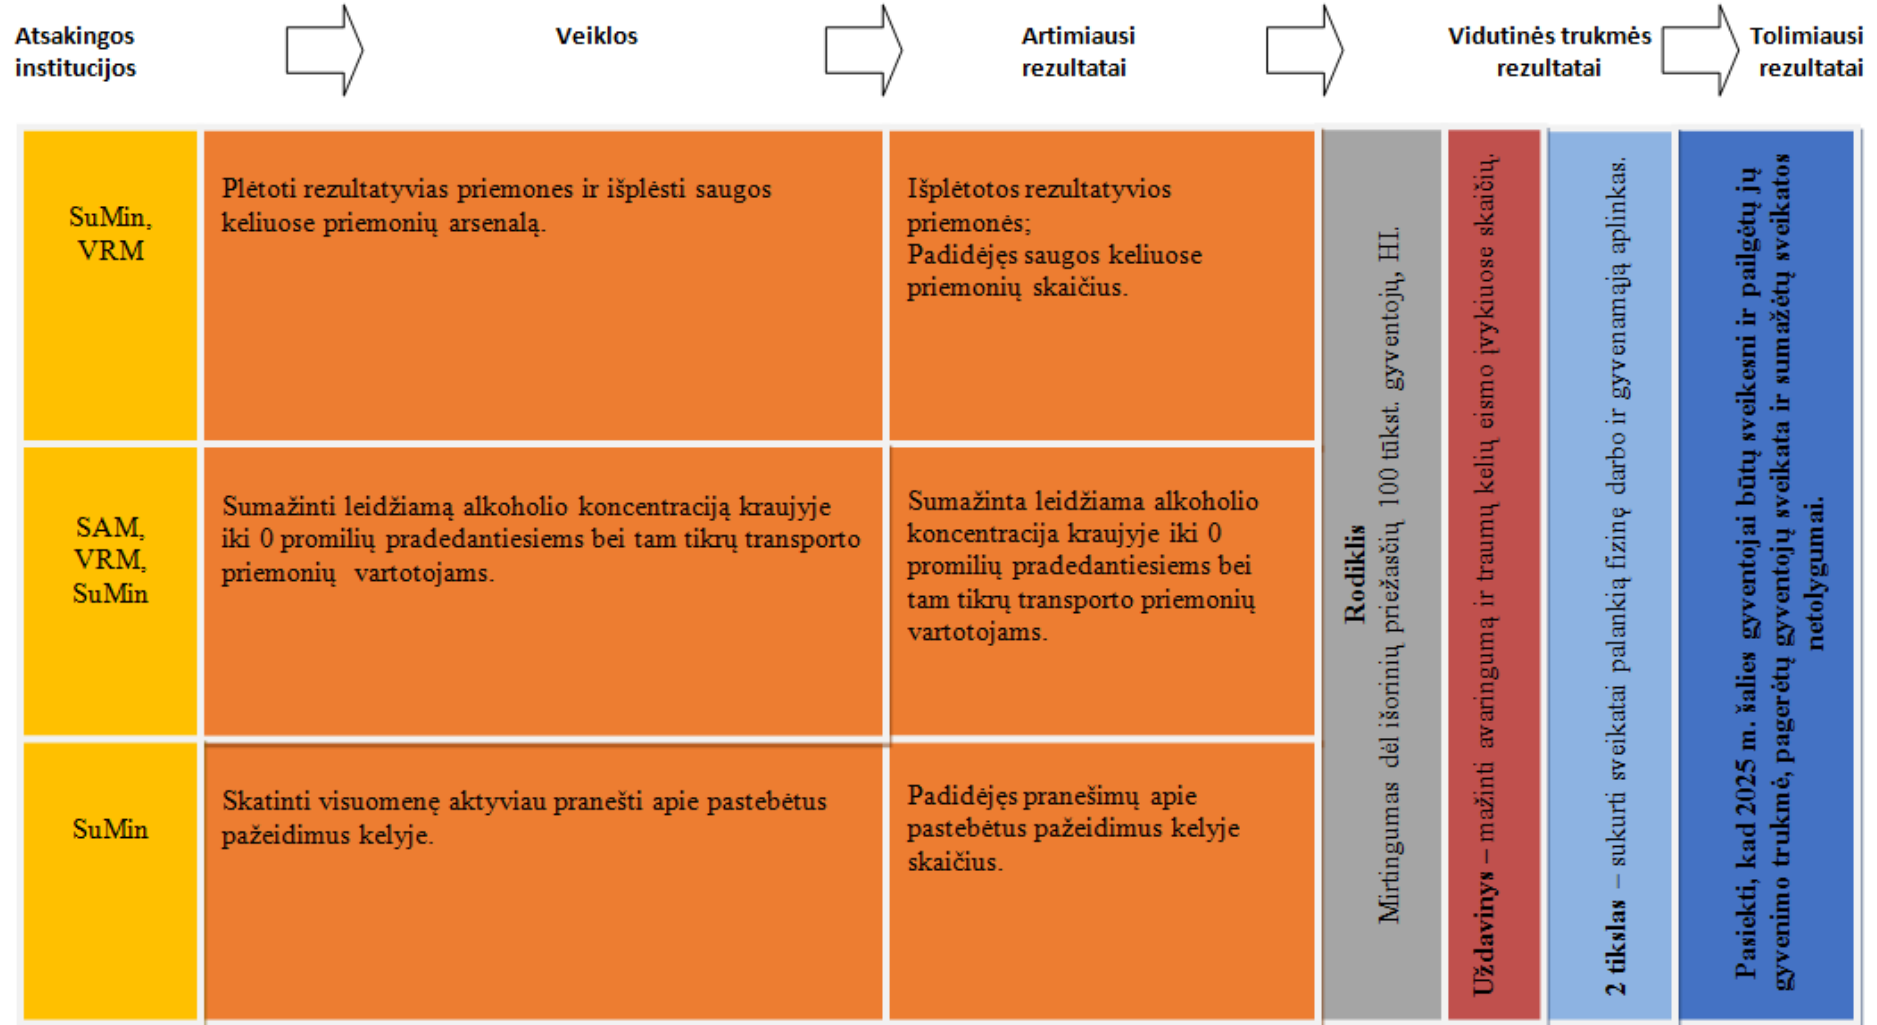 Atsakingos
institucijos
Veiklos
Artimiausi
rezultatai
Vidutinės trukmės
rezultatai
Tolimiausi
rezultatai
SuMin,
VRM
Plėtoti rezultatyvias priemones ir išplėsti saugos
keliuose priemonių arsenalą.
Išplėtotos rezultatyvios
priemonės;
Padidėjęs saugos keliuose
priemonių skaičius.
SAM,
VRM,
SuMin
Sumažinti leidžiamą alkoholio koncentraciją kraujyje
iki 0 promilių pradedantiesiems bei tam tikrų transporto
priemonių vartotojams.
Sumažinta leidžiama alkoholio
koncentracija kraujyje iki 0
promilių pradedantiesiems bei
tam tikrų transporto priemonių
vartotojams.
SuMin
Skatinti visuomenę aktyviau pranešti apie pastebėtus
pažeidimus kelyje.
Padidėjęs pranešimų apie
pastebėtus pažeidimus kelyje
skaičius.
Rodiklis
Mirtingumas dėl išorinių priežasčių 100 tūkst. gyventojų, HI.
Uždavinys – mažinti avaringumą ir traumų kelių eismo įvykiuose skaičių.
2 tikslas – sukurti sveikatai palankią fizinę darbo ir gyvenamąją aplinkas.
Pasiekti, kad 2025 m. šalies gyventojai būtų sveikesni ir pailgėtų jų
gyvenimo trukmė, pagerėtų gyventojų sveikata ir sumažėtų sveikatos
netolygumai.